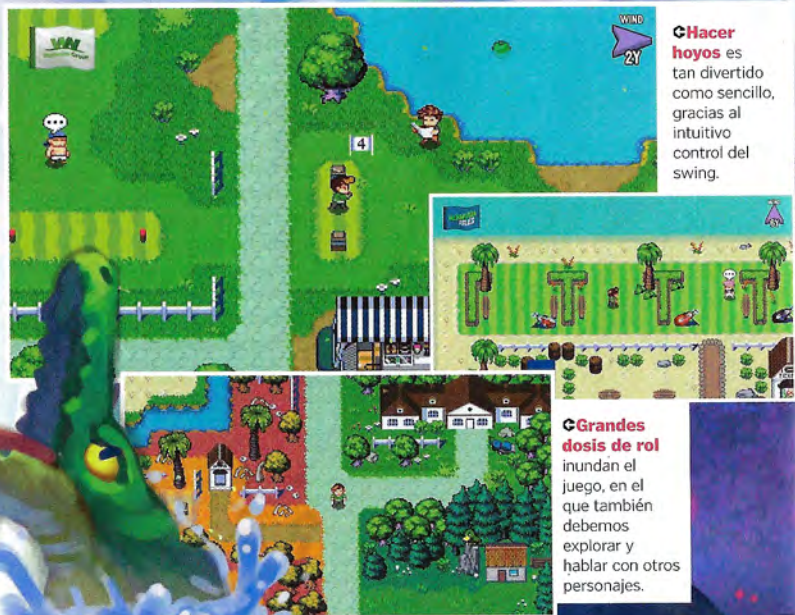 WIND
2Y
4
Hacer
hoyos es
tan divertido
como sencillo,
gracias al
intuitivo
control del
swing.
2Y
Grandes
dosis de rol
inundan el
juego, en el
que también
debemos
explorar y
hablar con otros
personajes.